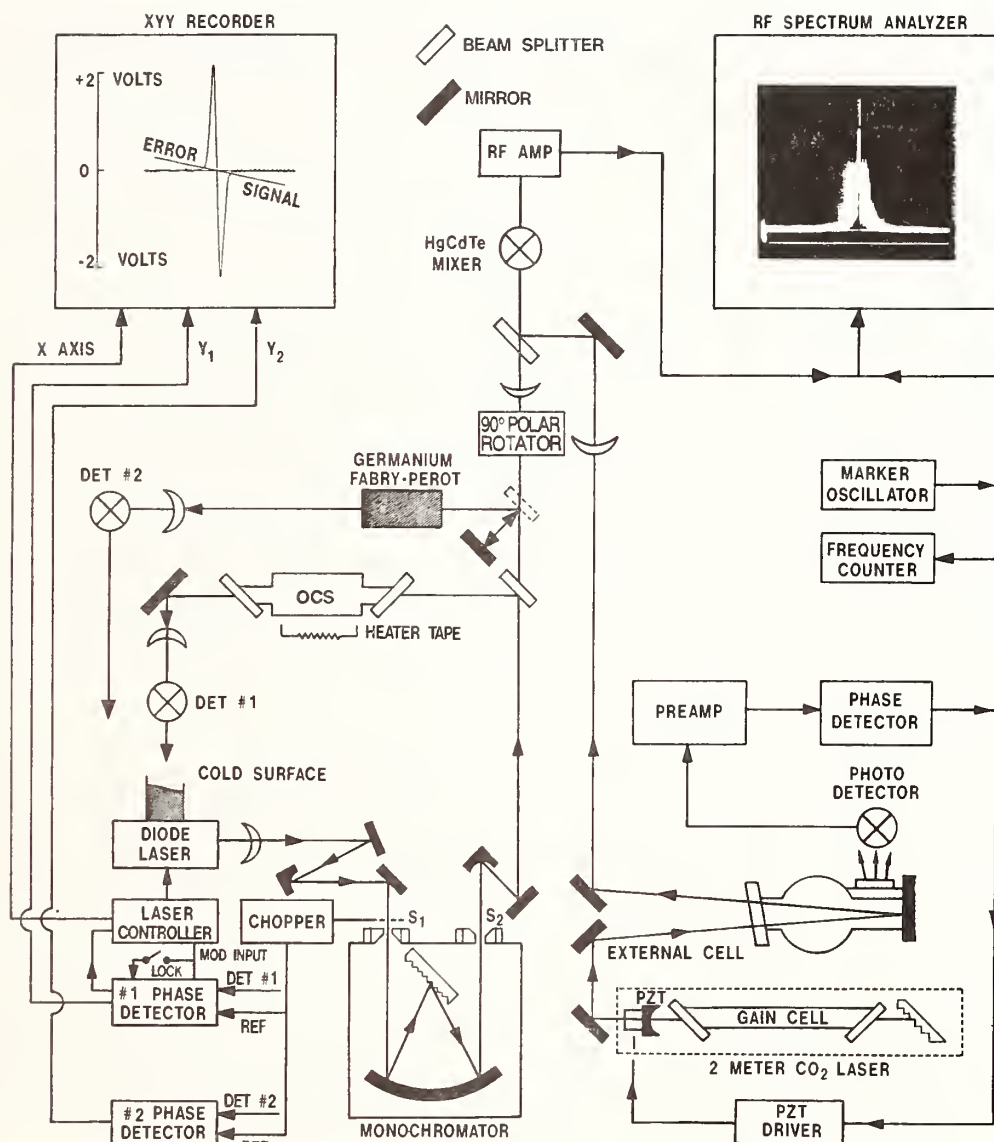 XYY RECORDER
RF SPECTRUM ANALYZER
BEAM SPLITTER
MIRROR
+2 VOLTS
ERROR
0
SIGNAL
-2 VOLTS
RF AMP
HgCdTe
MIXER
X AXIS
Y₁
Y₂
90° POLAR
ROTATOR
GERMANIUM
FABRY-PEROT
DET #2
MARKER
OSCILLATOR
FREQUENCY
COUNTER
OCS
HEATER TAPE
DET #1
PREAMP
PHASE
DETECTOR
COLD SURFACE
PHOTO
DETECTOR
DIODE
LASER
LASER
CONTROLLER
CHOPPER
S₁
S₂
MOD INPUT
LOCK
EXTERNAL CELL
#1 PHASE
DETECTOR
DET #1
REF
PZT
GAIN CELL
2 METER CO₂ LASER
#2 PHASE
DETECTOR
DET #2
REF
MONOCHROMATOR
PZT
DRIVER